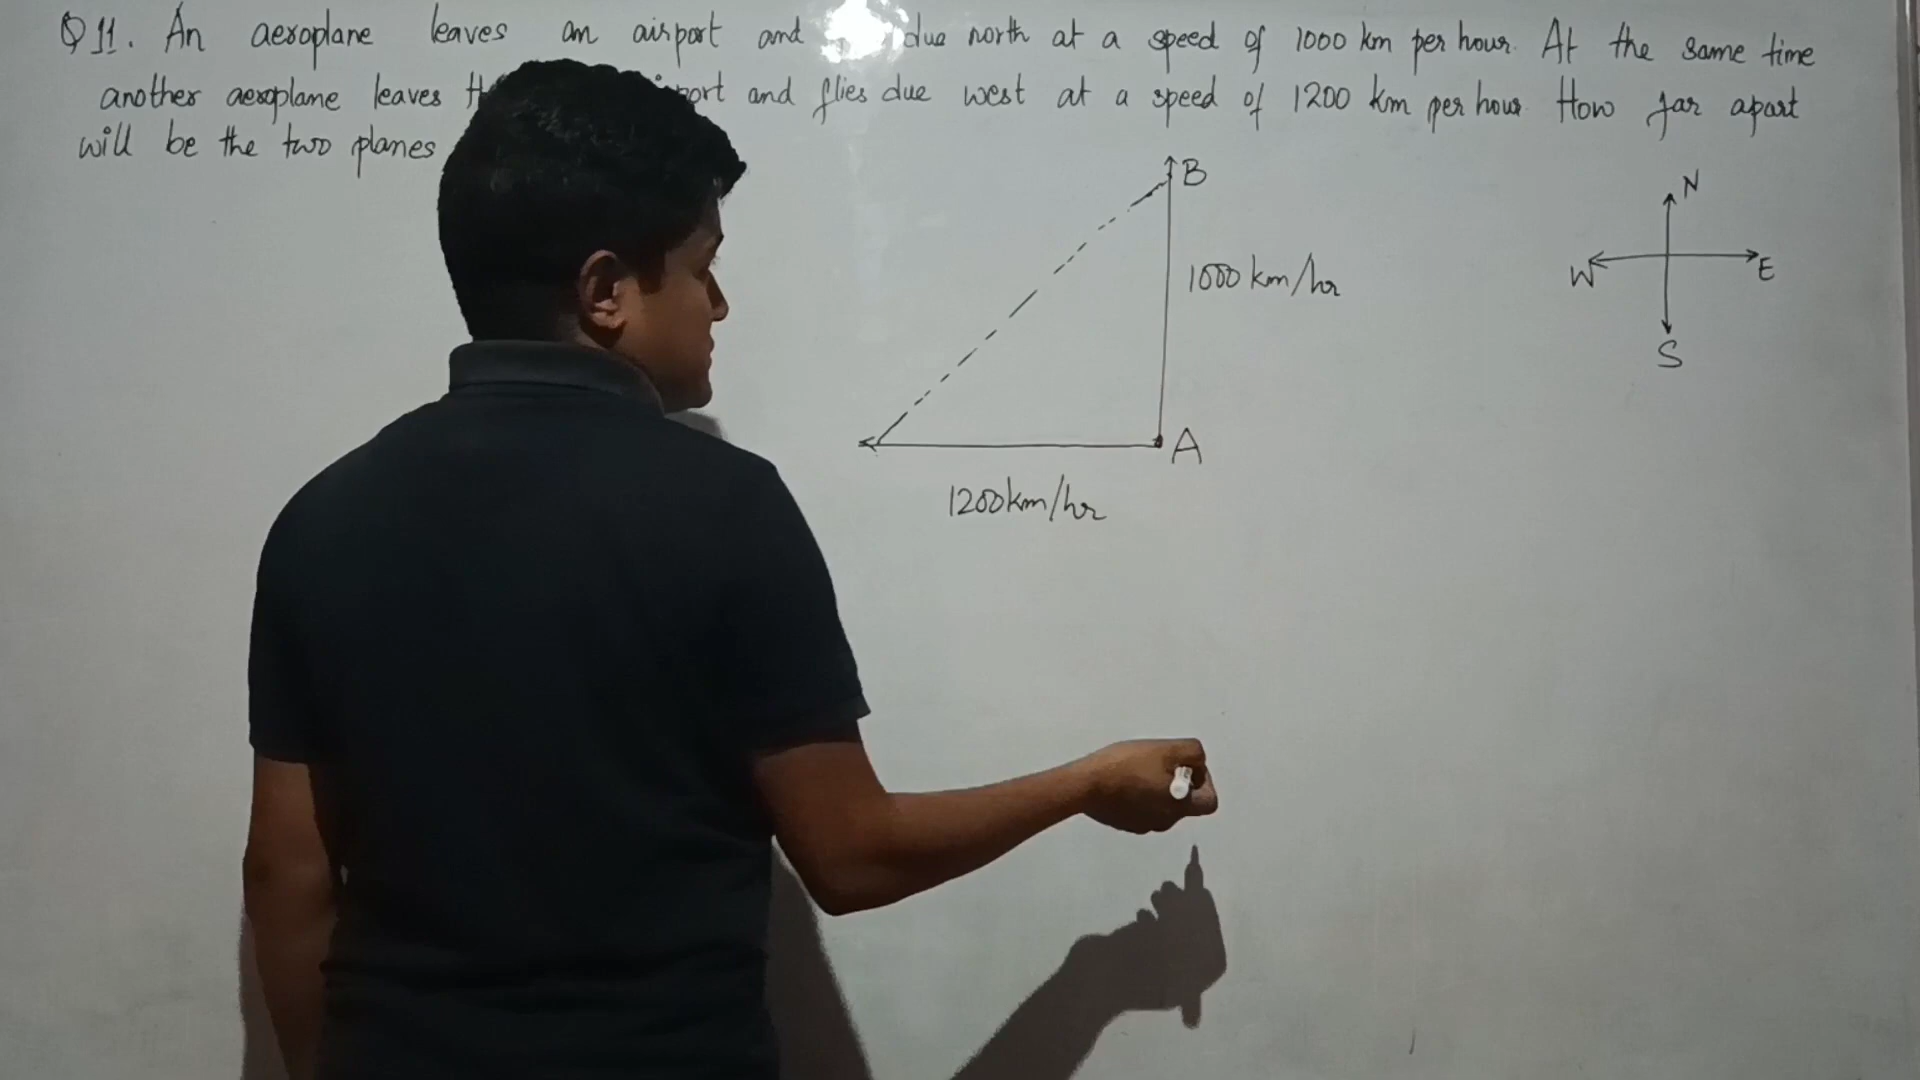 Q 11. An aeroplane leaves an airport and due north at a speed of 1000 km per hour. At the same time
another aeroplane leaves and flies due west at a speed of 1200 km per hour How far apart
will be the two planes
B
N
1000 km/hr
W
E
S
A
1200km/hr